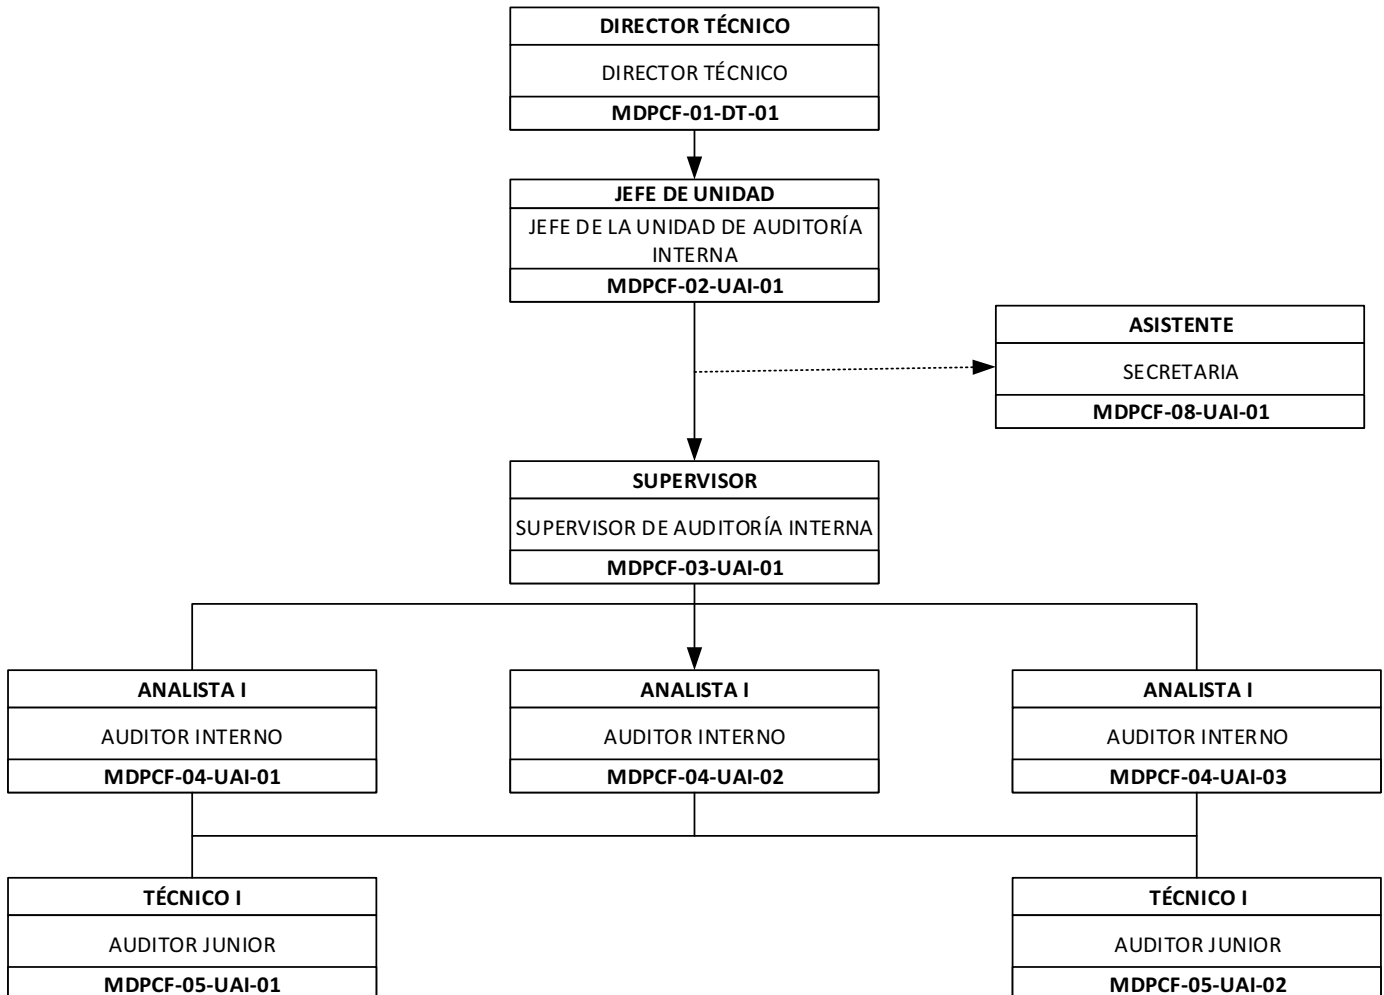 DIRECTOR TÉCNICO
DIRECTOR TÉCNICO
MDPCF-01-DT-01
JEFE DE UNIDAD
JEFE DE LA UNIDAD DE AUDITORÍA
INTERNA
MDPCF-02-UAI-01
ASISTENTE
SECRETARIA
MDPCF-08-UAI-01
SUPERVISOR
SUPERVISOR DE AUDITORÍA INTERNA
MDPCF-03-UAI-01
ANALISTA I
AUDITOR INTERNO
MDPCF-04-UAI-01
ANALISTA I
AUDITOR INTERNO
MDPCF-04-UAI-02
ANALISTA I
AUDITOR INTERNO
MDPCF-04-UAI-03
TÉCNICO I
AUDITOR JUNIOR
MDPCF-05-UAI-01
TÉCNICO I
AUDITOR JUNIOR
MDPCF-05-UAI-02